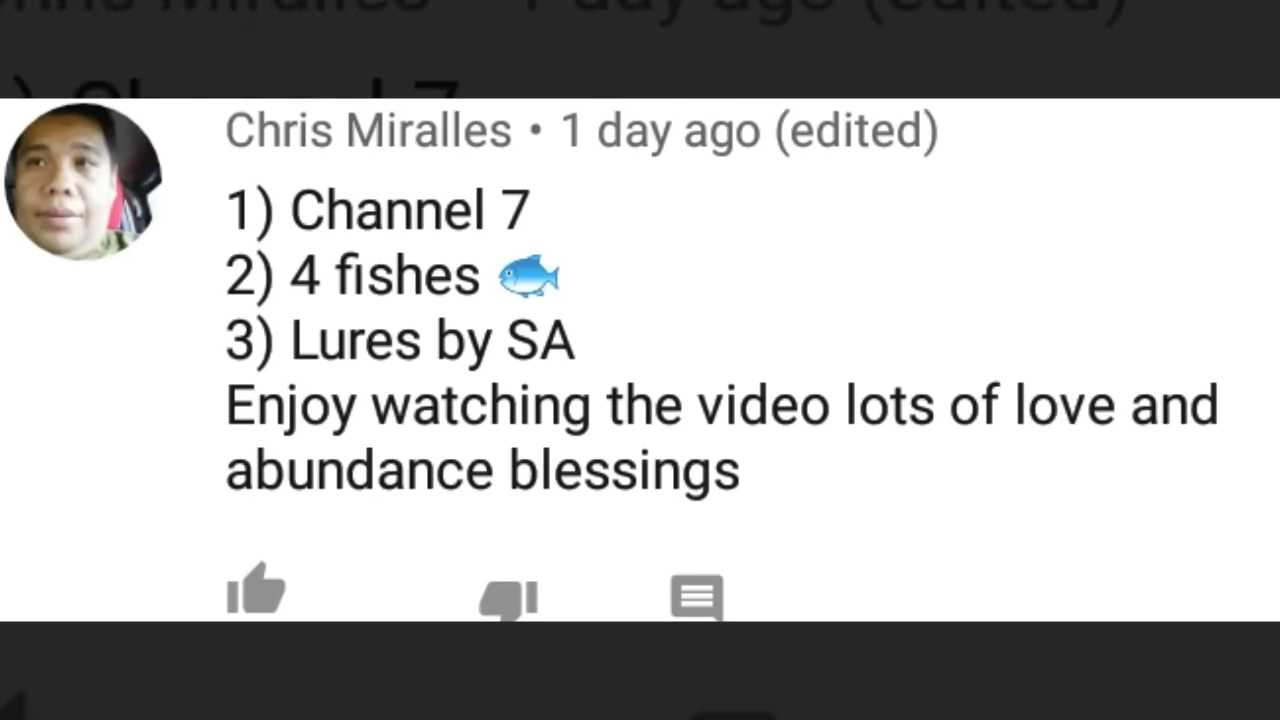 Chris Miralles • 1 day ago (edited)
1) Channel 7
2) 4 fishes 🐟
3) Lures by SA
Enjoy watching the video lots of love and
abundance blessings